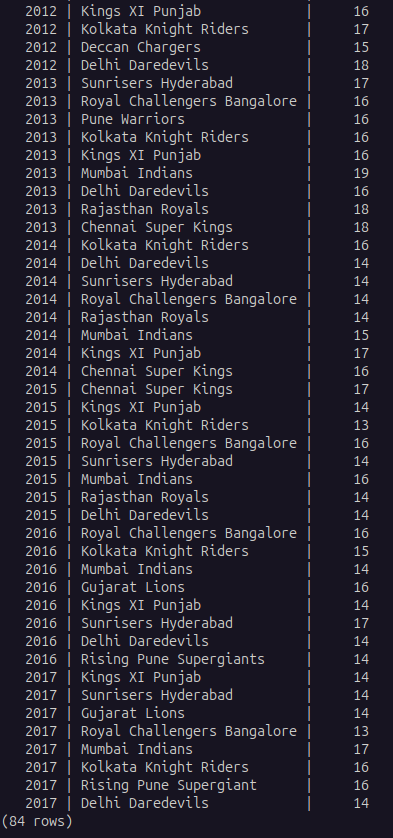 2012 | Kings XI Punjab | 16
2012 | Kolkata Knight Riders | 17
2012 | Deccan Chargers | 15
2012 | Delhi Daredevils | 18
2013 | Sunrisers Hyderabad | 17
2013 | Royal Challengers Bangalore | 16
2013 | Pune Warriors | 16
2013 | Kolkata Knight Riders | 16
2013 | Kings XI Punjab | 16
2013 | Mumbai Indians | 19
2013 | Delhi Daredevils | 16
2013 | Rajasthan Royals | 18
2013 | Chennai Super Kings | 18
2014 | Kolkata Knight Riders | 16
2014 | Delhi Daredevils | 14
2014 | Sunrisers Hyderabad | 14
2014 | Royal Challengers Bangalore | 14
2014 | Rajasthan Royals | 14
2014 | Mumbai Indians | 15
2014 | Kings XI Punjab | 17
2014 | Chennai Super Kings | 16
2015 | Chennai Super Kings | 17
2015 | Kings XI Punjab | 14
2015 | Kolkata Knight Riders | 13
2015 | Royal Challengers Bangalore | 16
2015 | Sunrisers Hyderabad | 14
2015 | Mumbai Indians | 16
2015 | Rajasthan Royals | 14
2015 | Delhi Daredevils | 14
2016 | Royal Challengers Bangalore | 16
2016 | Kolkata Knight Riders | 15
2016 | Mumbai Indians | 14
2016 | Gujarat Lions | 16
2016 | Kings XI Punjab | 14
2016 | Sunrisers Hyderabad | 17
2016 | Delhi Daredevils | 14
2016 | Rising Pune Supergiants | 14
2017 | Kings XI Punjab | 14
2017 | Sunrisers Hyderabad | 14
2017 | Gujarat Lions | 14
2017 | Royal Challengers Bangalore | 13
2017 | Mumbai Indians | 17
2017 | Kolkata Knight Riders | 16
2017 | Rising Pune Supergiant | 16
2017 | Delhi Daredevils | 14
(84 rows)